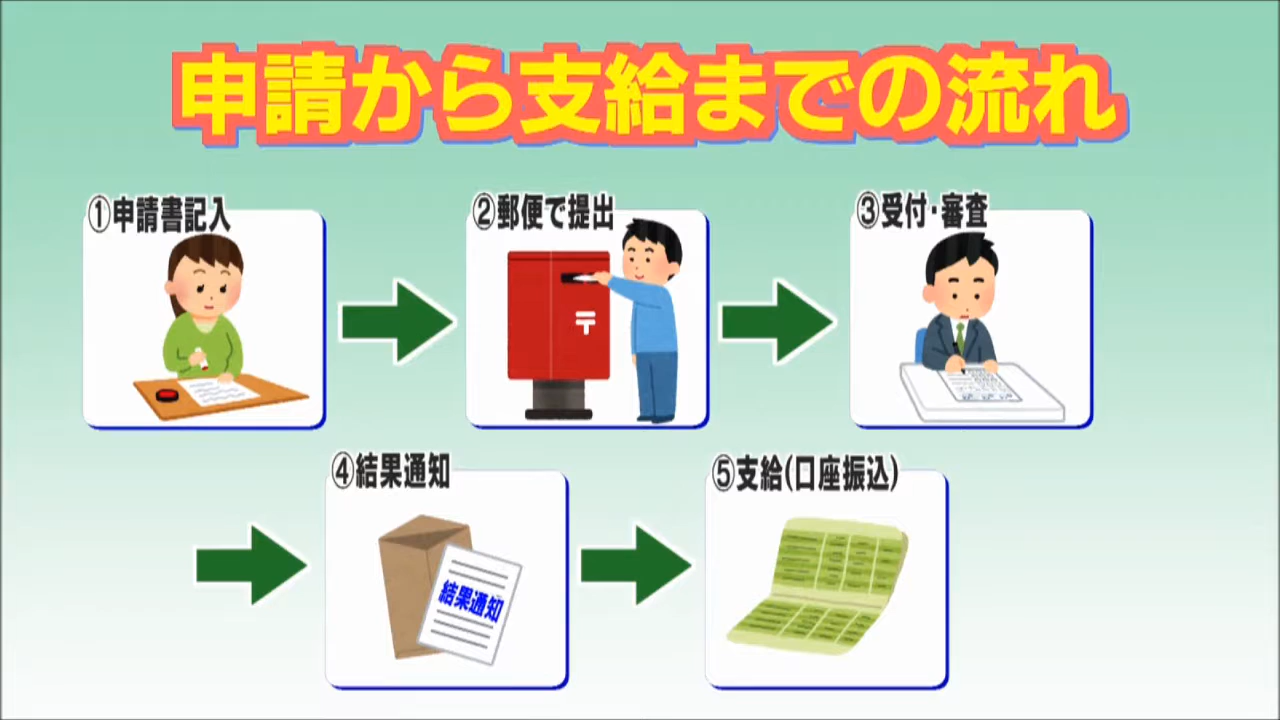 申請から支給までの流れ
①申請書記入
②郵便で提出
③受付・審査
④結果通知
結果通知
⑤支給(口座振込)